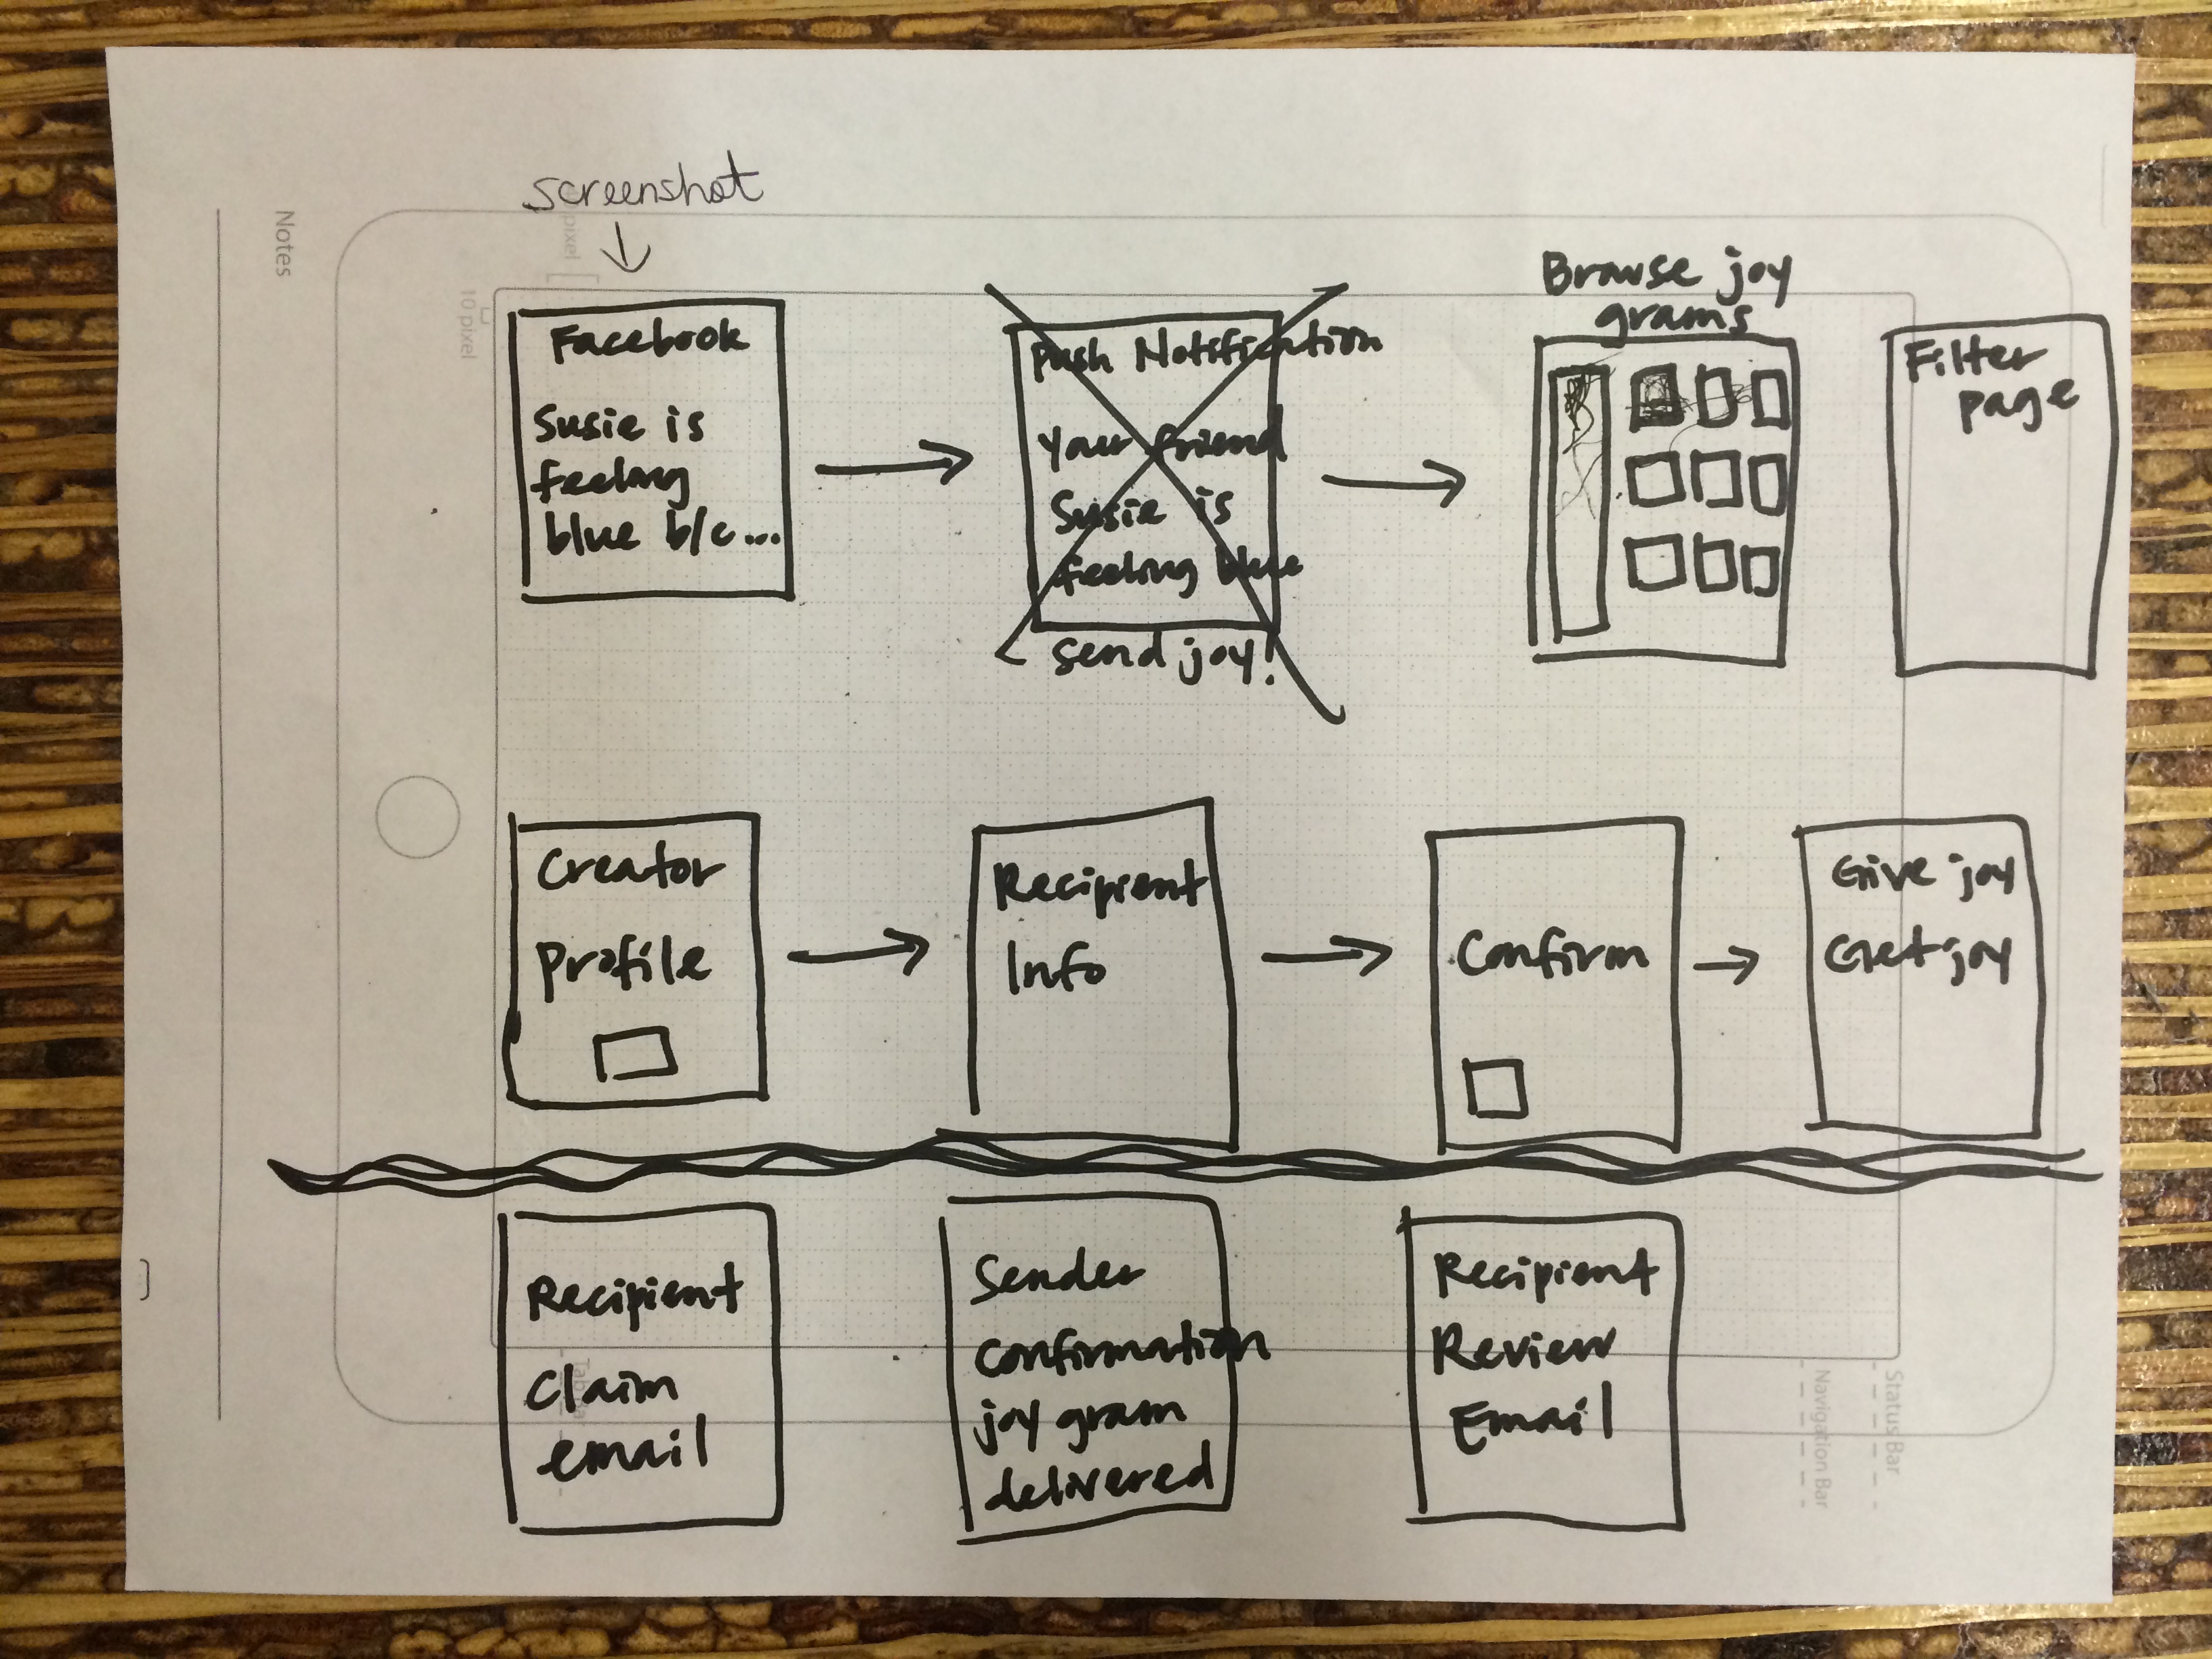 screenshot
Facebook
Susie is
feeling
blue b/c...
Push Notification
Your friend
Susie is
feeling blue
send joy!
Browse joy
grams
Filter
page
Creator
Profile
Recipient
Info
Confirm
Give joy
Get joy
Recipient
Claim
email
Sender
confirmation
joy gram
delivered
Recipient
Review
Email
Notes
10 pixel
pixel
Status Bar
Navigation Bar